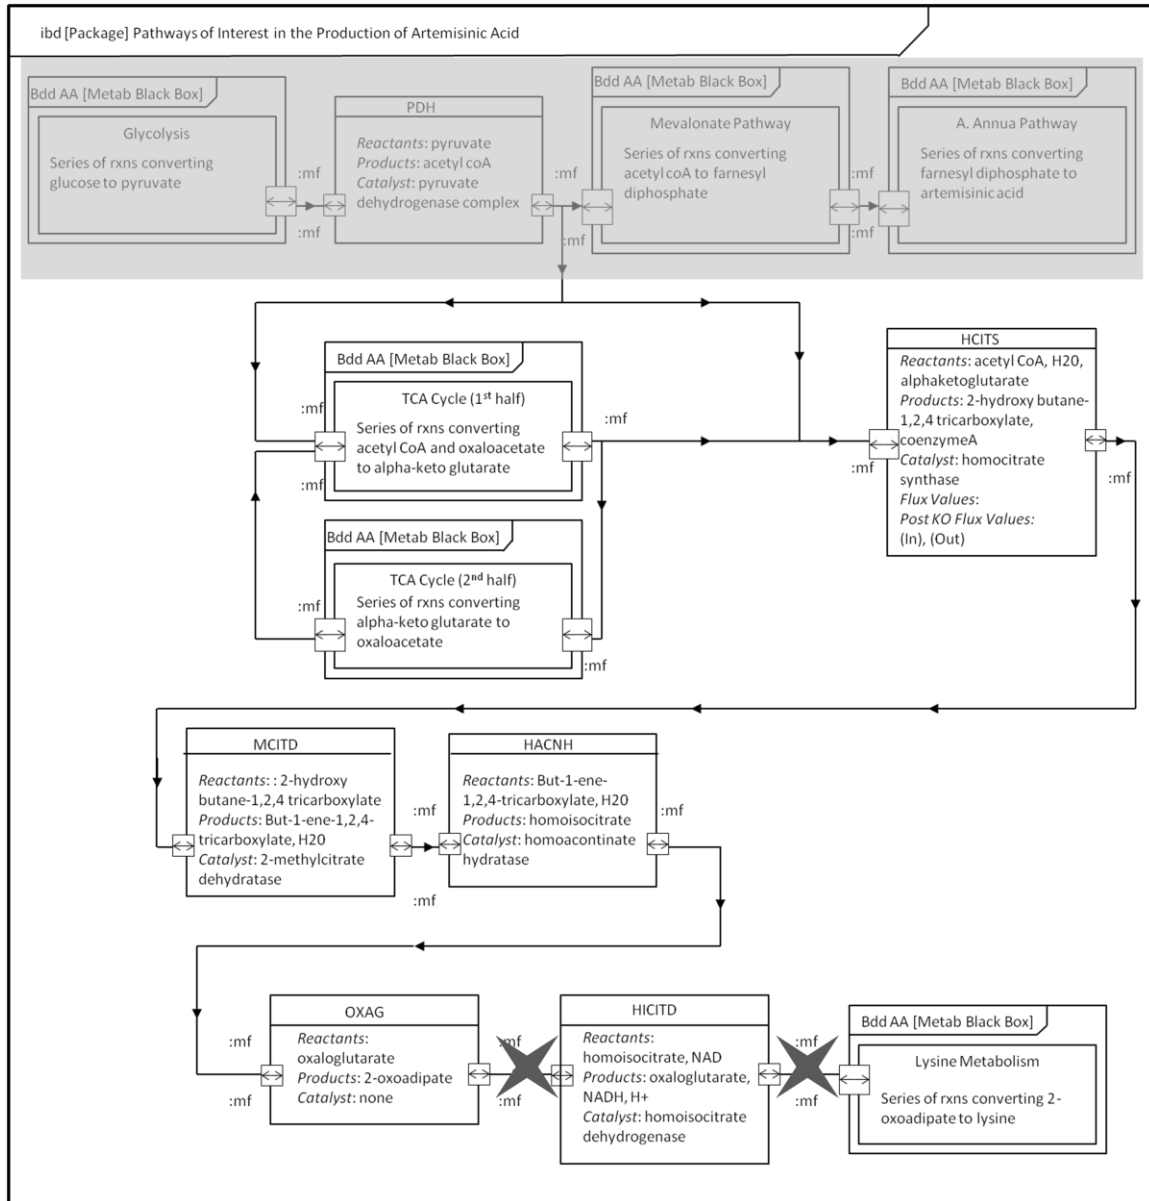 ibd [Package] Pathways of Interest in the Production of Artemisinic Acid
Bdd AA [Metab Black Box]
Glycolysis
Series of rxns converting
glucose to pyruvate
:mf
:mf
PDH
Reactants: pyruvate
Products: acetyl coA
Catalyst: pyruvate
dehydrogenase complex
:mf
:mf
Bdd AA [Metab Black Box]
Mevalonate Pathway
Series of rxns converting
acetyl coA to farnesyl
diphosphate
:mf
:mf
Bdd AA [Metab Black Box]
A. Annua Pathway
Series of rxns converting
farnesyl diphosphate to
artemisinic acid
Bdd AA [Metab Black Box]
:mf
TCA Cycle (1st half)
Series of rxns converting
acetyl CoA and oxaloacetate
to alpha-keto glutarate
:mf
:mf
Bdd AA [Metab Black Box]
:mf
TCA Cycle (2nd half)
Series of rxns converting
alpha-keto glutarate to
oxaloacetate
:mf
HCITS
Reactants: acetyl CoA, H20,
alphaketoglutarate
Products: 2-hydroxy butane-
1,2,4 tricarboxylate,
coenzymeA
Catalyst: homocitrate
synthase
Flux Values:
Post KO Flux Values:
(In), (Out)
:mf
:mf
MCITD
Reactants: : 2-hydroxy
butane-1,2,4 tricarboxylate
Products: But-1-ene-1,2,4-
tricarboxylate, H20
Catalyst: 2-methylcitrate
dehydratase
:mf
:mf
HACNH
Reactants: But-1-ene-
1,2,4-tricarboxylate, H20
Products: homoisocitrate
Catalyst: homoacontinate
hydratase
:mf
:mf
:mf
OXAG
Reactants:
oxaloglutarate
Products: 2-oxoadipate
Catalyst: none
:mf
:mf
HICITD
Reactants:
homoisocitrate, NAD
Products: oxaloglutarate,
NADH, H+
Catalyst: homoisocitrate
dehydrogenase
:mf
:mf
Bdd AA [Metab Black Box]
Lysine Metabolism
Series of rxns converting 2-
oxoadipate to lysine